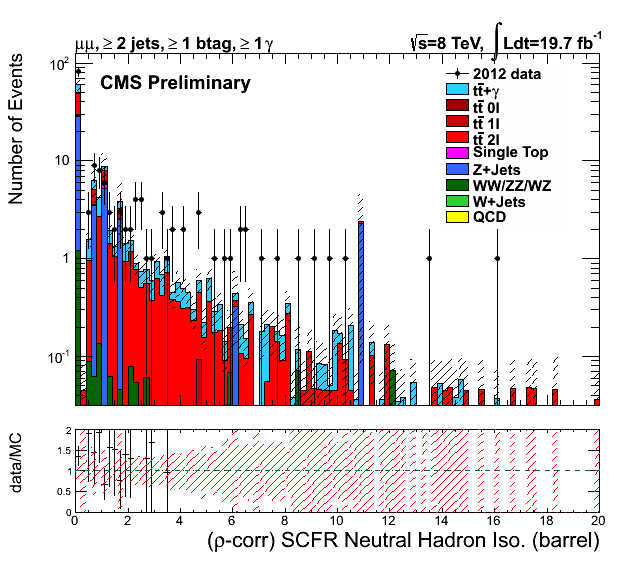 μμ, ≥ 2 jets, ≥ 1 btag, ≥ 1 γ
√s=8 TeV, ∫ Ldt=19.7 fb⁻¹
Number of Events
10²
10
1
10⁻¹
CMS Preliminary
2012 data
tt̄+γ
tt̄ 0l
tt̄ 1l
tt̄ 2l
Single Top
Z+Jets
WW/ZZ/WZ
W+Jets
QCD
data/MC
2
1.5
1
0.5
0
0 2 4 6 8 10 12 14 16 18 20
(ρ-corr) SCFR Neutral Hadron Iso. (barrel)